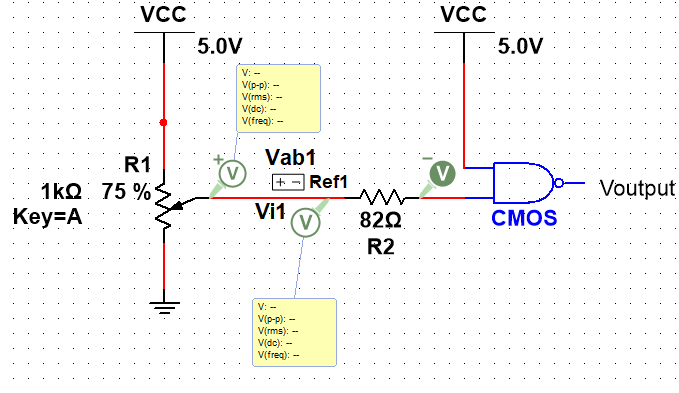 VCC
5.0V
VCC
5.0V
V: --
V(p-p): --
V(rms): --
V(dc): --
V(freq): --
R1
1kΩ 75 %
Key=A
+
V
Vab1
+ - Ref1
Vi1
V
82Ω
R2
-
V
CMOS
Voutput
V: --
V(p-p): --
V(rms): --
V(dc): --
V(freq): --